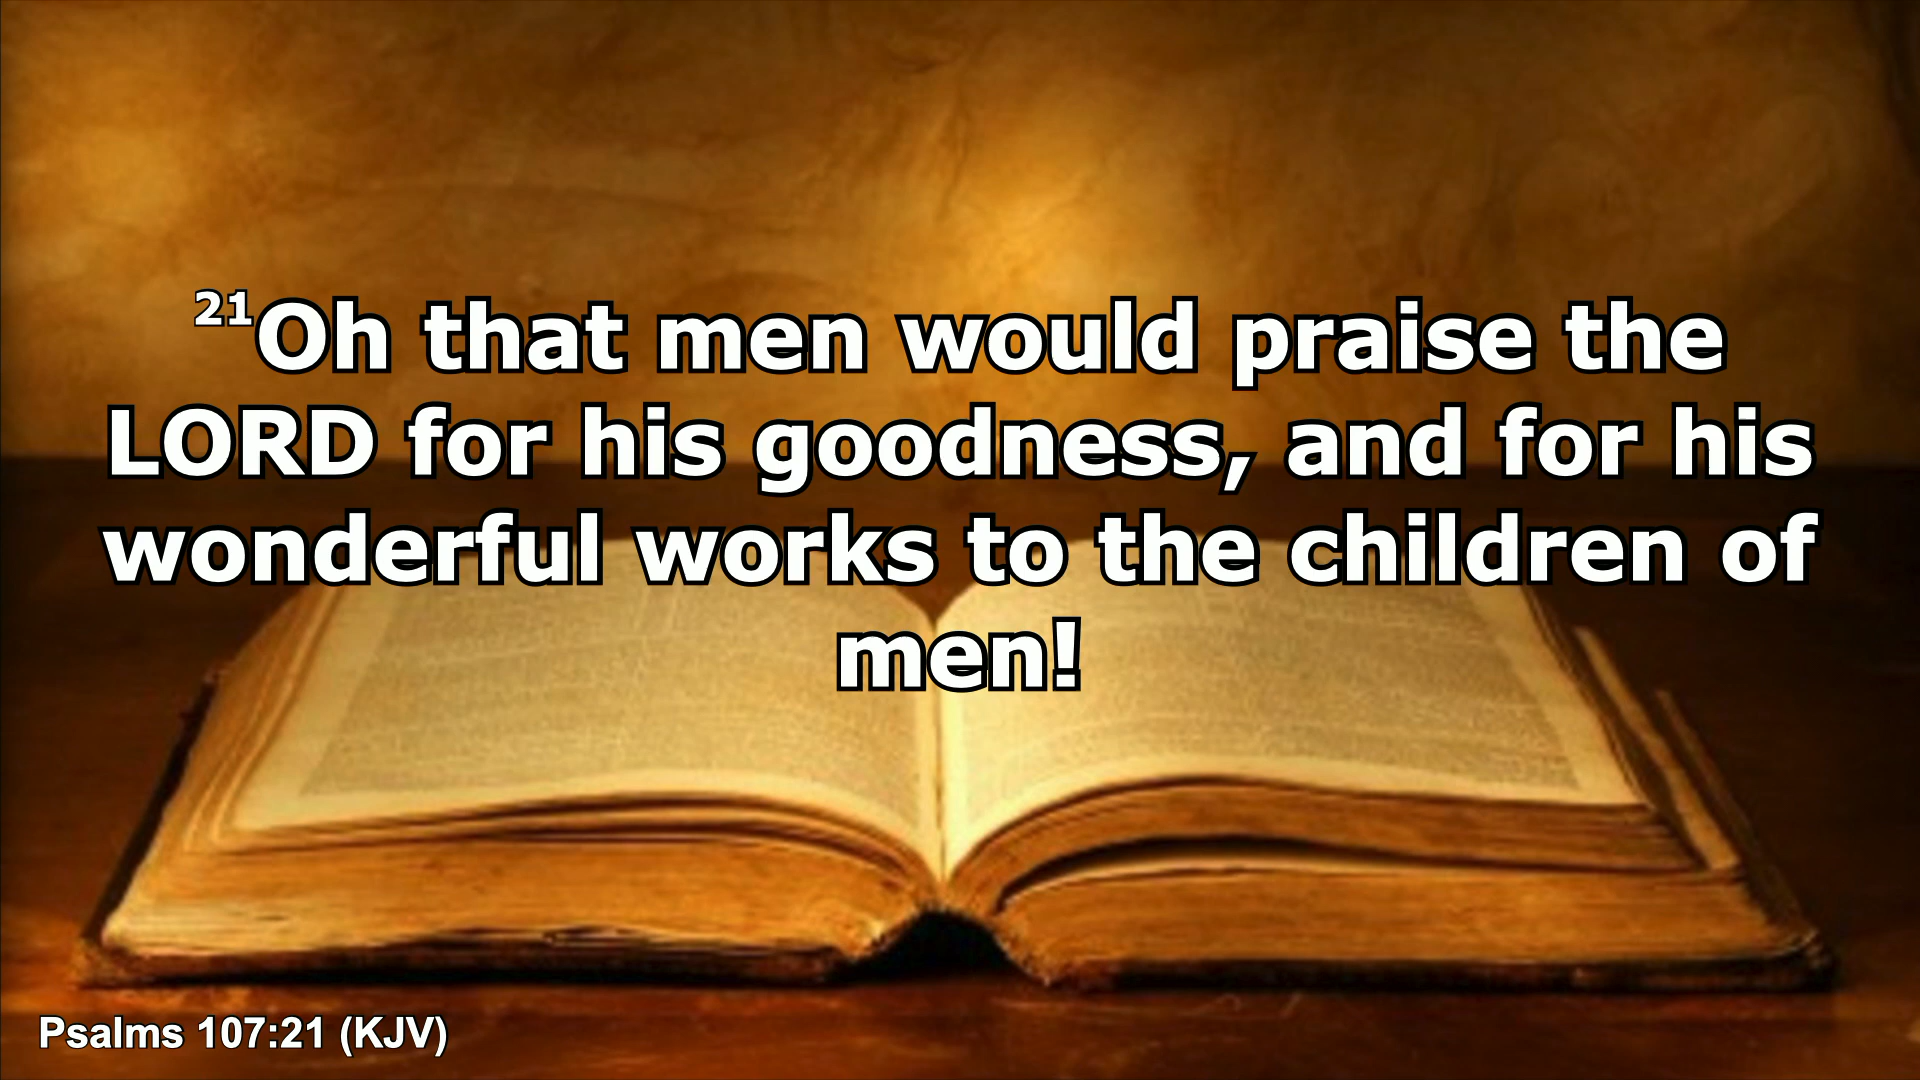 21Oh that men would praise the
LORD for his goodness, and for his
wonderful works to the children of
men!
Psalms 107:21 (KJV)